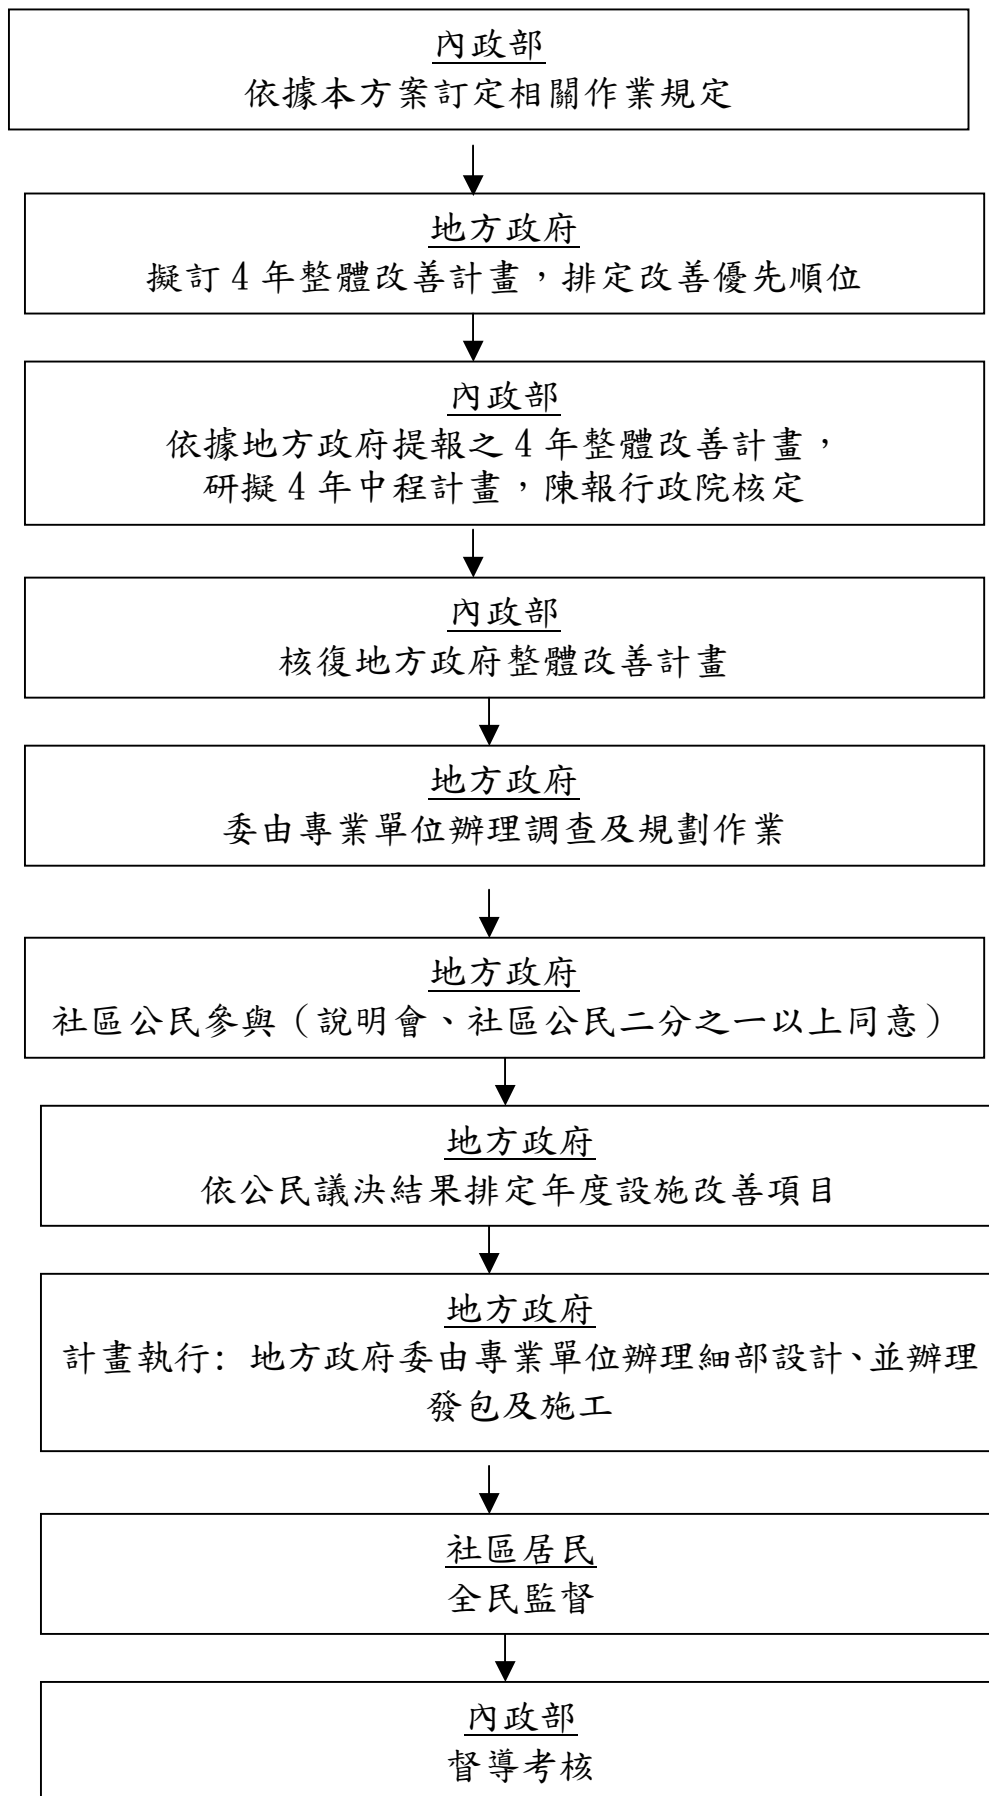 內政部
依據本方案訂定相關作業規定
地方政府
擬訂 4 年整體改善計畫，排定改善優先順位
內政部
依據地方政府提報之 4 年整體改善計畫，
研擬 4 年中程計畫，陳報行政院核定
內政部
核復地方政府整體改善計畫
地方政府
委由專業單位辦理調查及規劃作業
地方政府
社區公民參與（說明會、社區公民二分之一以上同意）
地方政府
依公民議決結果排定年度設施改善項目
地方政府
計畫執行: 地方政府委由專業單位辦理細部設計、並辦理
發包及施工
社區居民
全民監督
內政部
督導考核